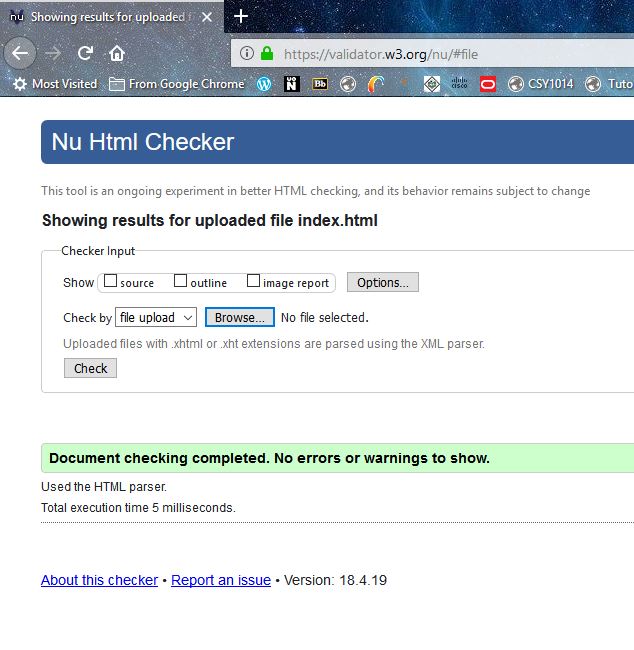 nu Showing results for uploaded f
https://validator.w3.org/nu/#file
Most Visited From Google Chrome W UoN Bb cisco CSY1014 Tuto
Nu Html Checker
This tool is an ongoing experiment in better HTML checking, and its behavior remains subject to change
Showing results for uploaded file index.html
Checker Input
Show source outline image report Options...
Check by file upload Browse... No file selected.
Uploaded files with .xhtml or .xht extensions are parsed using the XML parser.
Check
Document checking completed. No errors or warnings to show.
Used the HTML parser.
Total execution time 5 milliseconds.
About this checker • Report an issue • Version: 18.4.19